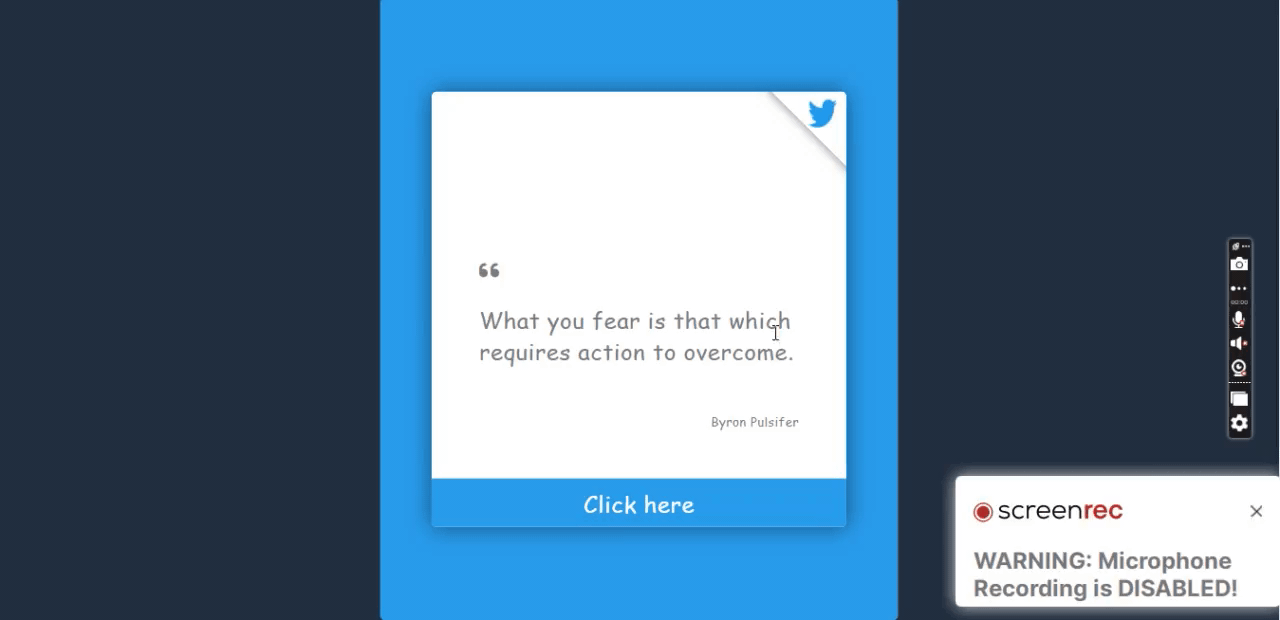 “
What you fear is that which
requires action to overcome.
Byron Pulsifer
Click here
00:00
screenrec
WARNING: Microphone
Recording is DISABLED!